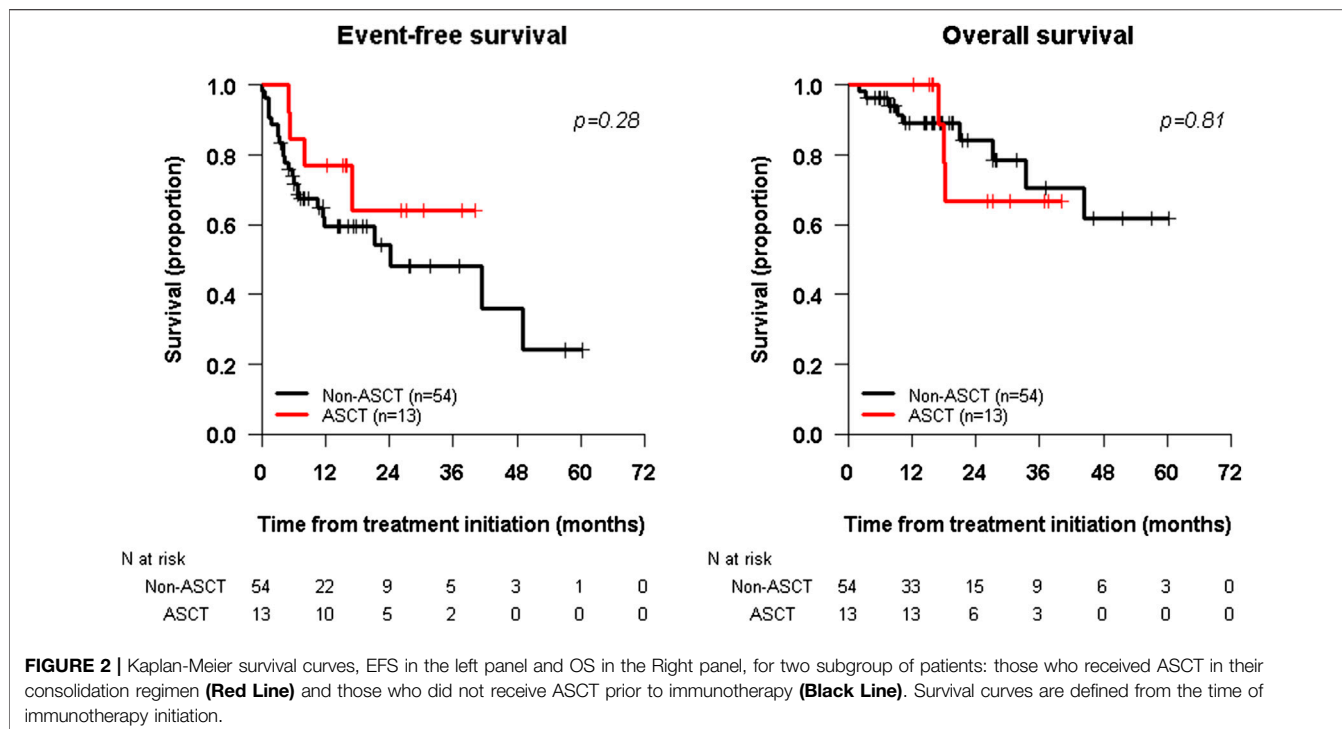 Event-free survival
Overall survival
1.0
0.8
0.6
0.4
0.2
0.0
Survival (proportion)
p=0.28
Non-ASCT (n=54)
ASCT (n=13)
0 12 24 36 48 60 72
Time from treatment initiation (months)
1.0
0.8
0.6
0.4
0.2
0.0
Survival (proportion)
p=0.81
Non-ASCT (n=54)
ASCT (n=13)
0 12 24 36 48 60 72
Time from treatment initiation (months)
N at risk
Non-ASCT 54 22 9 5 3 1 0
ASCT 13 10 5 2 0 0 0
N at risk
Non-ASCT 54 33 15 9 6 3 0
ASCT 13 13 6 3 0 0 0
FIGURE 2 | Kaplan-Meier survival curves, EFS in the left panel and OS in the Right panel, for two subgroup of patients: those who received ASCT in their
consolidation regimen (Red Line) and those who did not receive ASCT prior to immunotherapy (Black Line). Survival curves are defined from the time of
immunotherapy initiation.